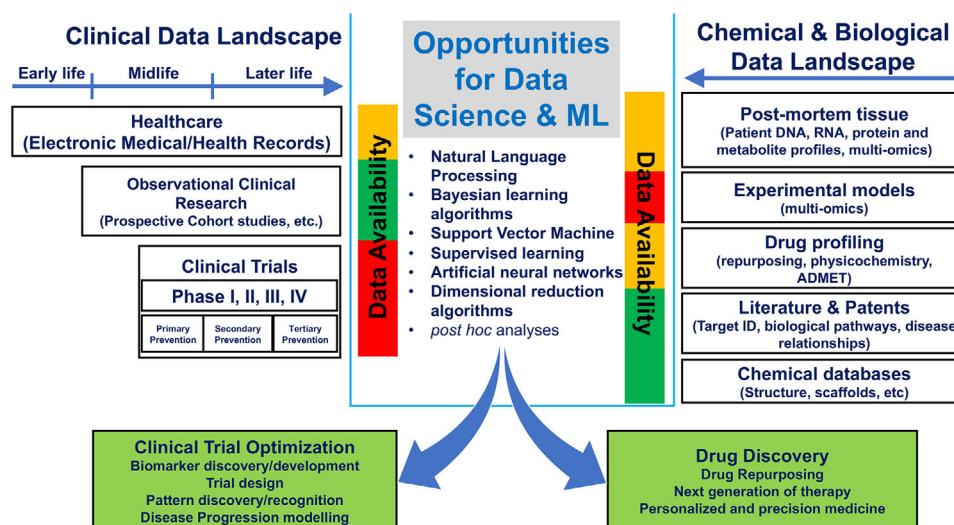 Clinical Data Landscape
Early life
Midlife
Later life
Healthcare
(Electronic Medical/Health Records)
Observational Clinical
Research
(Prospective Cohort studies, etc.)
Clinical Trials
Phase I, II, III, IV
Primary
Prevention
Secondary
Prevention
Tertiary
Prevention
Data Availability
Opportunities
for Data
Science & ML
• Natural Language
Processing
• Bayesian learning
algorithms
• Support Vector Machine
• Supervised learning
• Artificial neural networks
• Dimensional reduction
algorithms
• post hoc analyses
Data Availability
Chemical & Biological
Data Landscape
Post-mortem tissue
(Patient DNA, RNA, protein and
metabolite profiles, multi-omics)
Experimental models
(multi-omics)
Drug profiling
(repurposing, physicochemistry,
ADMET)
Literature & Patents
(Target ID, biological pathways, disease
relationships)
Chemical databases
(Structure, scaffolds, etc)
Clinical Trial Optimization
Biomarker discovery/development
Trial design
Pattern discovery/recognition
Disease Progression modelling
Drug Discovery
Drug Repurposing
Next generation of therapy
Personalized and precision medicine